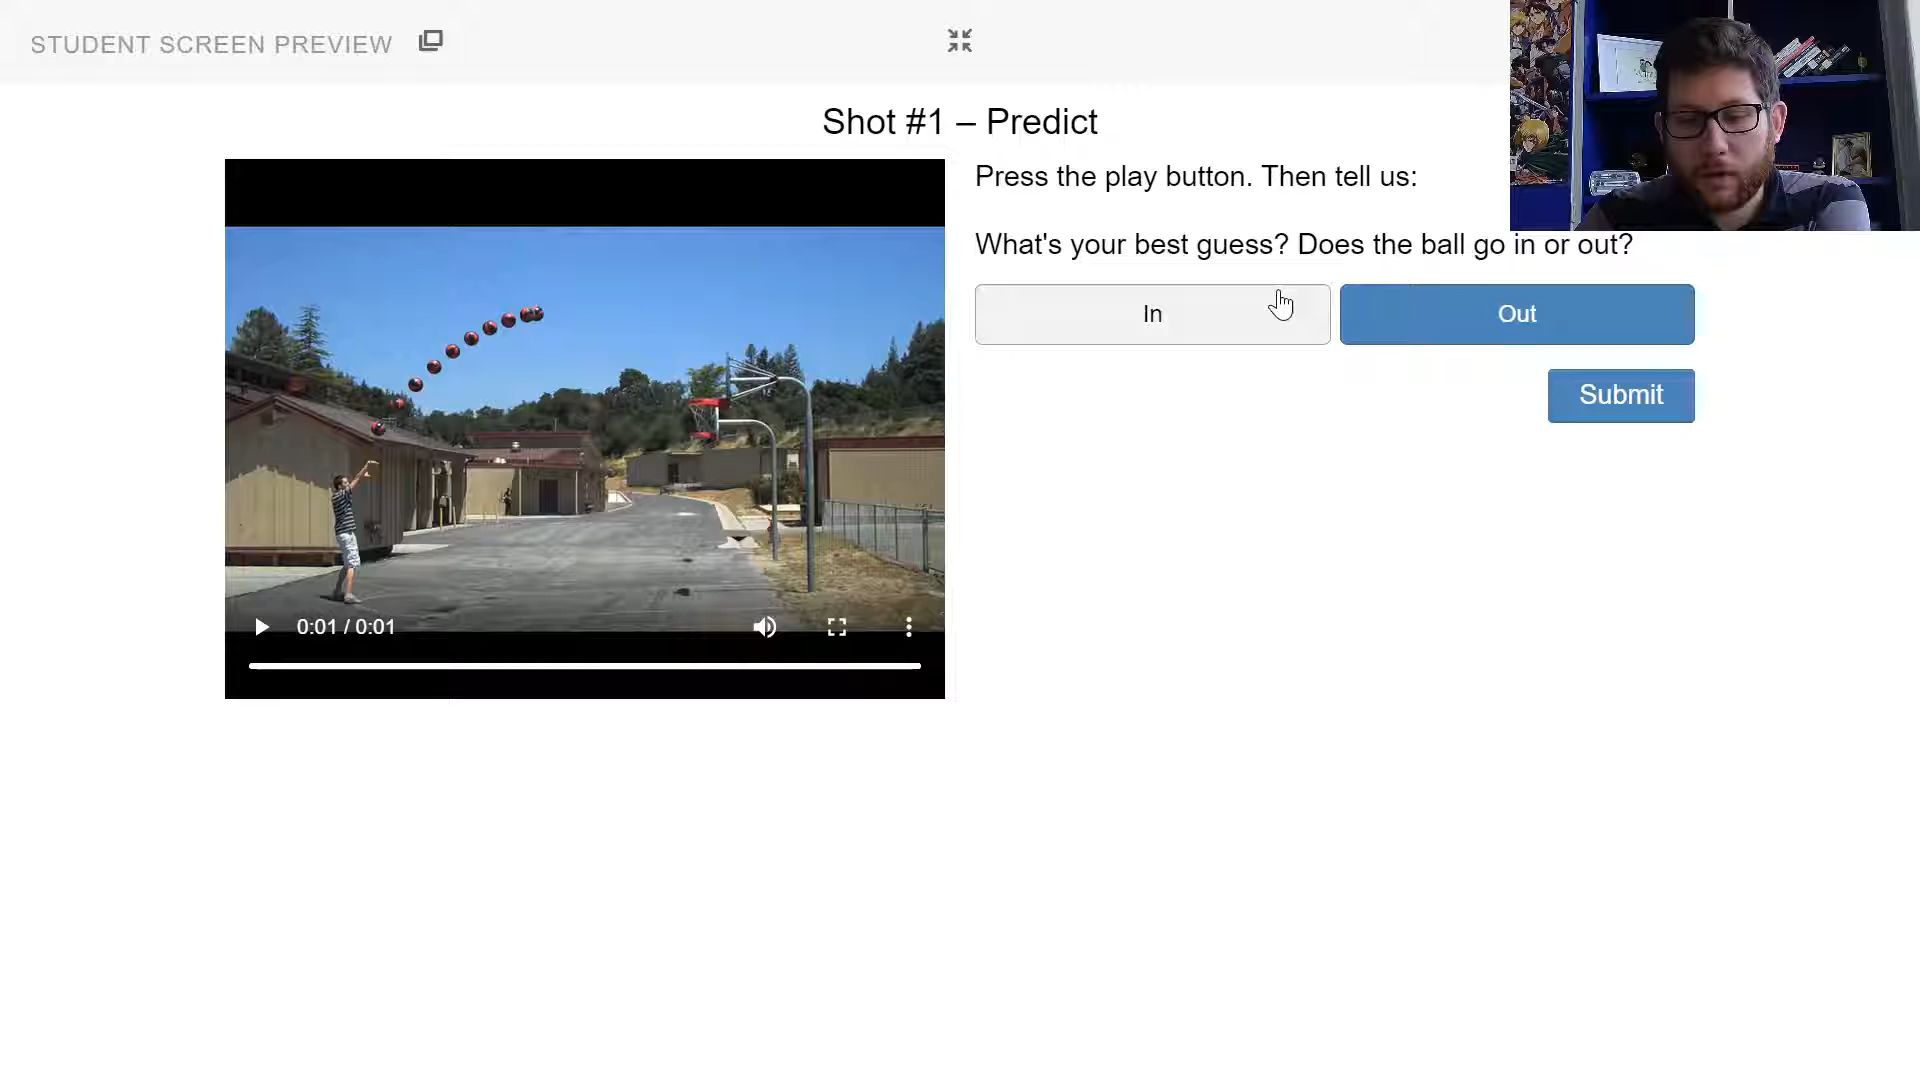 STUDENT SCREEN PREVIEW
Shot #1 – Predict
Press the play button. Then tell us:
What's your best guess? Does the ball go in or out?
In
Out
Submit
0:01 / 0:01